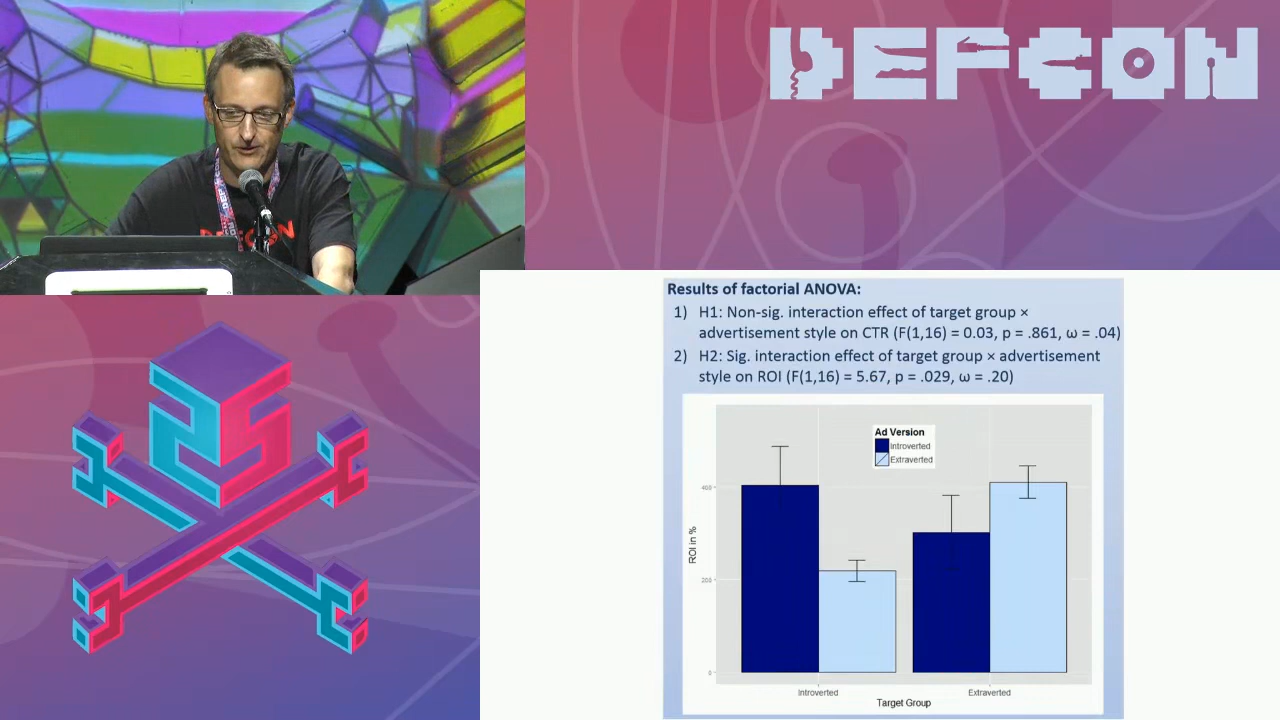 DEFCON
DEFCON
Results of factorial ANOVA:
1) H1: Non-sig. interaction effect of target group ×
advertisement style on CTR (F(1,16) = 0.03, p = .861, ω = .04)
2) H2: Sig. interaction effect of target group × advertisement
style on ROI (F(1,16) = 5.67, p = .029, ω = .20)
Ad Version
Introverted
Extraverted
ROI in %
400
200
0
Introverted
Extraverted
Target Group